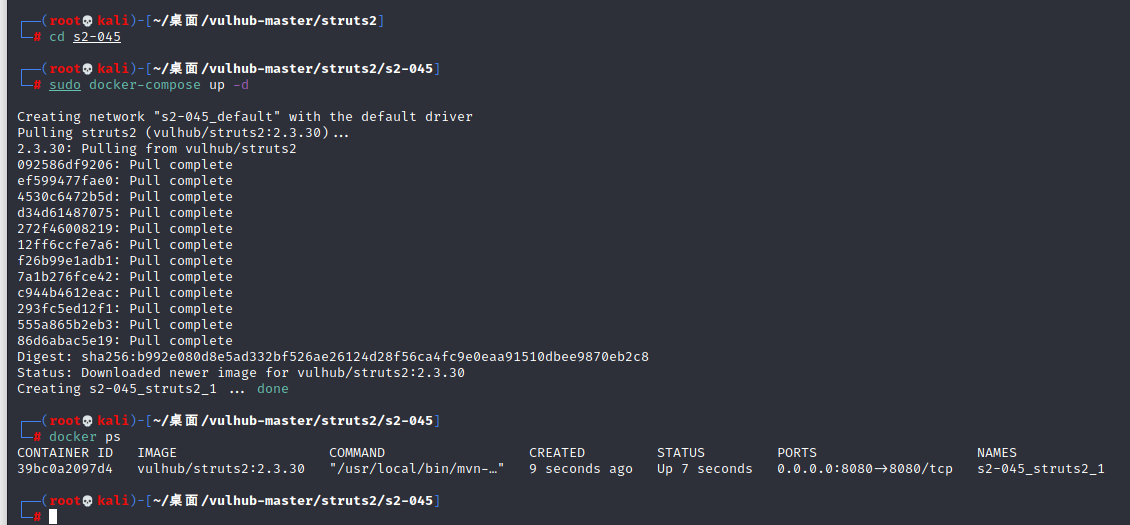 ┌──(root💀kali)-[~/桌面/vulhub-master/struts2]
└─# cd s2-045
┌──(root💀kali)-[~/桌面/vulhub-master/struts2/s2-045]
└─# sudo docker-compose up -d
Creating network "s2-045_default" with the default driver
Pulling struts2 (vulhub/struts2:2.3.30)...
2.3.30: Pulling from vulhub/struts2
092586df9206: Pull complete
ef599477fae0: Pull complete
4530c6472b5d: Pull complete
d34d61487075: Pull complete
272f46008219: Pull complete
12ff6ccfe7a6: Pull complete
f26b99e1adb1: Pull complete
7a1b276fce42: Pull complete
c944b4612eac: Pull complete
293fc5ed12f1: Pull complete
555a865b2eb3: Pull complete
86d6abac5e19: Pull complete
Digest: sha256:b992e080d8e5ad332bf526ae26124d28f56ca4fc9e0eaa91510dbee9870eb2c8
Status: Downloaded newer image for vulhub/struts2:2.3.30
Creating s2-045_struts2_1 ... done
┌──(root💀kali)-[~/桌面/vulhub-master/struts2/s2-045]
└─# docker ps
CONTAINER ID   IMAGE                   COMMAND                  CREATED         STATUS         PORTS                    NAMES
39bc0a2097d4   vulhub/struts2:2.3.30   "/usr/local/bin/mvn-…"   9 seconds ago   Up 7 seconds   0.0.0.0:8080->8080/tcp   s2-045_struts2_1
┌──(root💀kali)-[~/桌面/vulhub-master/struts2/s2-045]
└─#